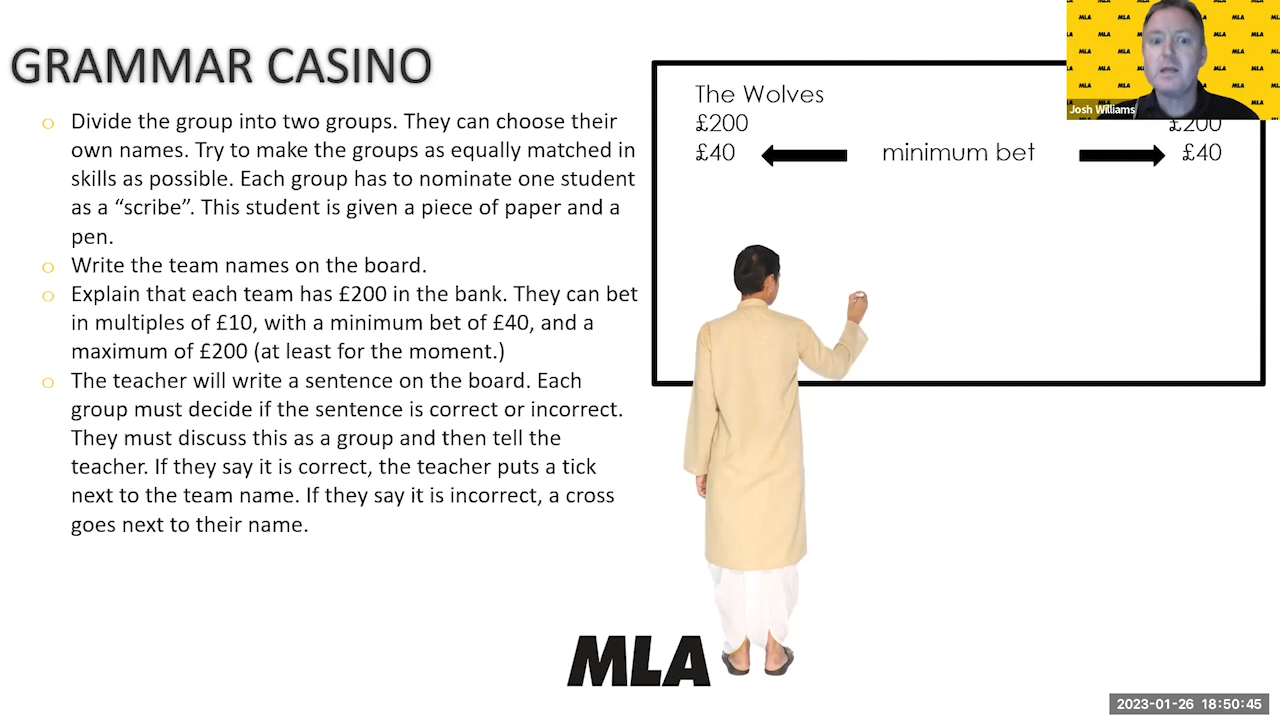 GRAMMAR CASINO
Divide the group into two groups. They can choose their
own names. Try to make the groups as equally matched in
skills as possible. Each group has to nominate one student
as a “scribe”. This student is given a piece of paper and a
pen.
Write the team names on the board.
Explain that each team has £200 in the bank. They can bet
in multiples of £10, with a minimum bet of £40, and a
maximum of £200 (at least for the moment.)
The teacher will write a sentence on the board. Each
group must decide if the sentence is correct or incorrect.
They must discuss this as a group and then tell the
teacher. If they say it is correct, the teacher puts a tick
next to the team name. If they say it is incorrect, a cross
goes next to their name.
The Wolves
£200 £200
£40 minimum bet £40
MLA
MLA MLA MLA
Josh Williams
2023-01-26 18:50:45